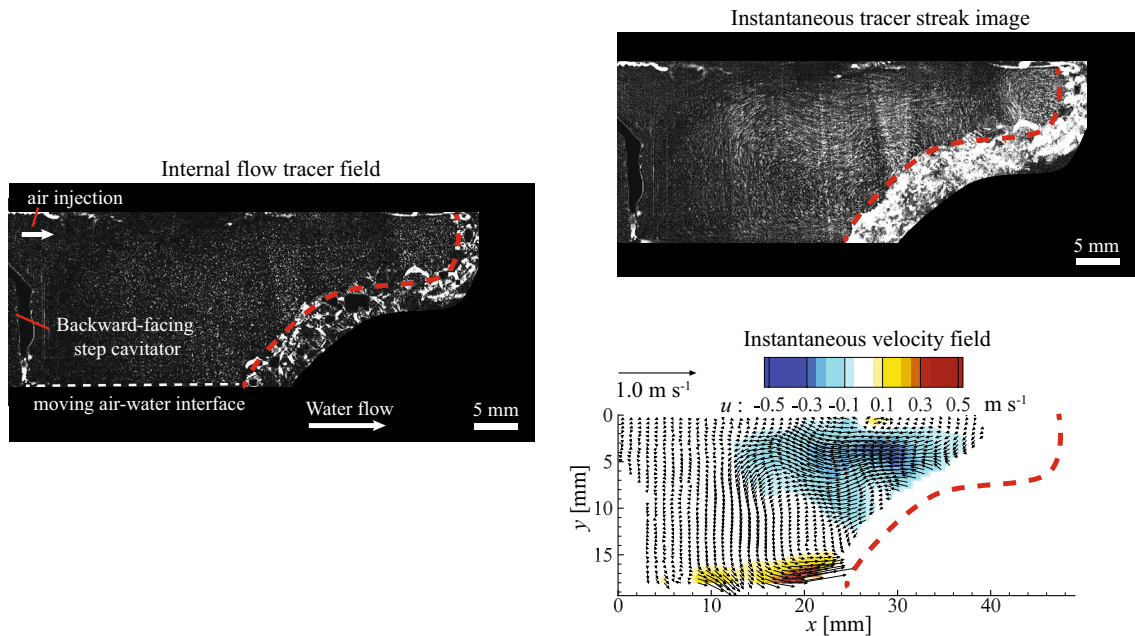 Internal flow tracer field
air injection
Backward-facing
step cavitator
moving air-water interface
Water flow
5 mm
Instantaneous tracer streak image
5 mm
Instantaneous velocity field
1.0 m s⁻¹
u : -0.5 -0.3 -0.1 0.1 0.3 0.5 m s⁻¹
0
5
10
15
y [mm]
0 10 20 30 40
x [mm]